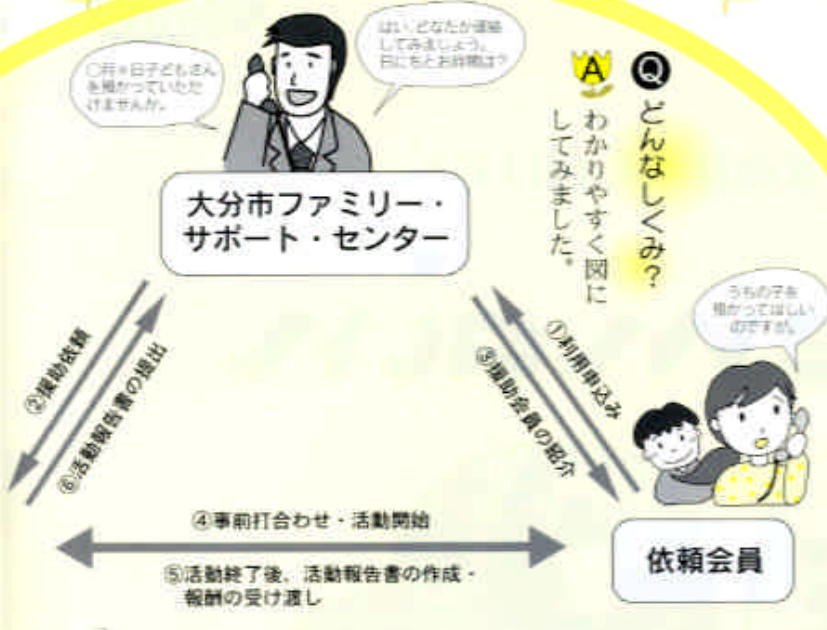 Q どんなしくみ?
A わかりやすく図に
してみました。
はい、どなたか連絡
してみましょう。
日にちとお時間は?
○月×日子どもさん
を預かっていただ
けませんか。
大分市ファミリー・
サポート・センター
うちの子を
預かってほしい
のですが。
①利用申込み
②援助依頼
③援助会員の紹介
④事前打合わせ・活動開始
⑤活動終了後、活動報告書の作成・
報酬の受け渡し
⑥活動報告書の提出
依頼会員